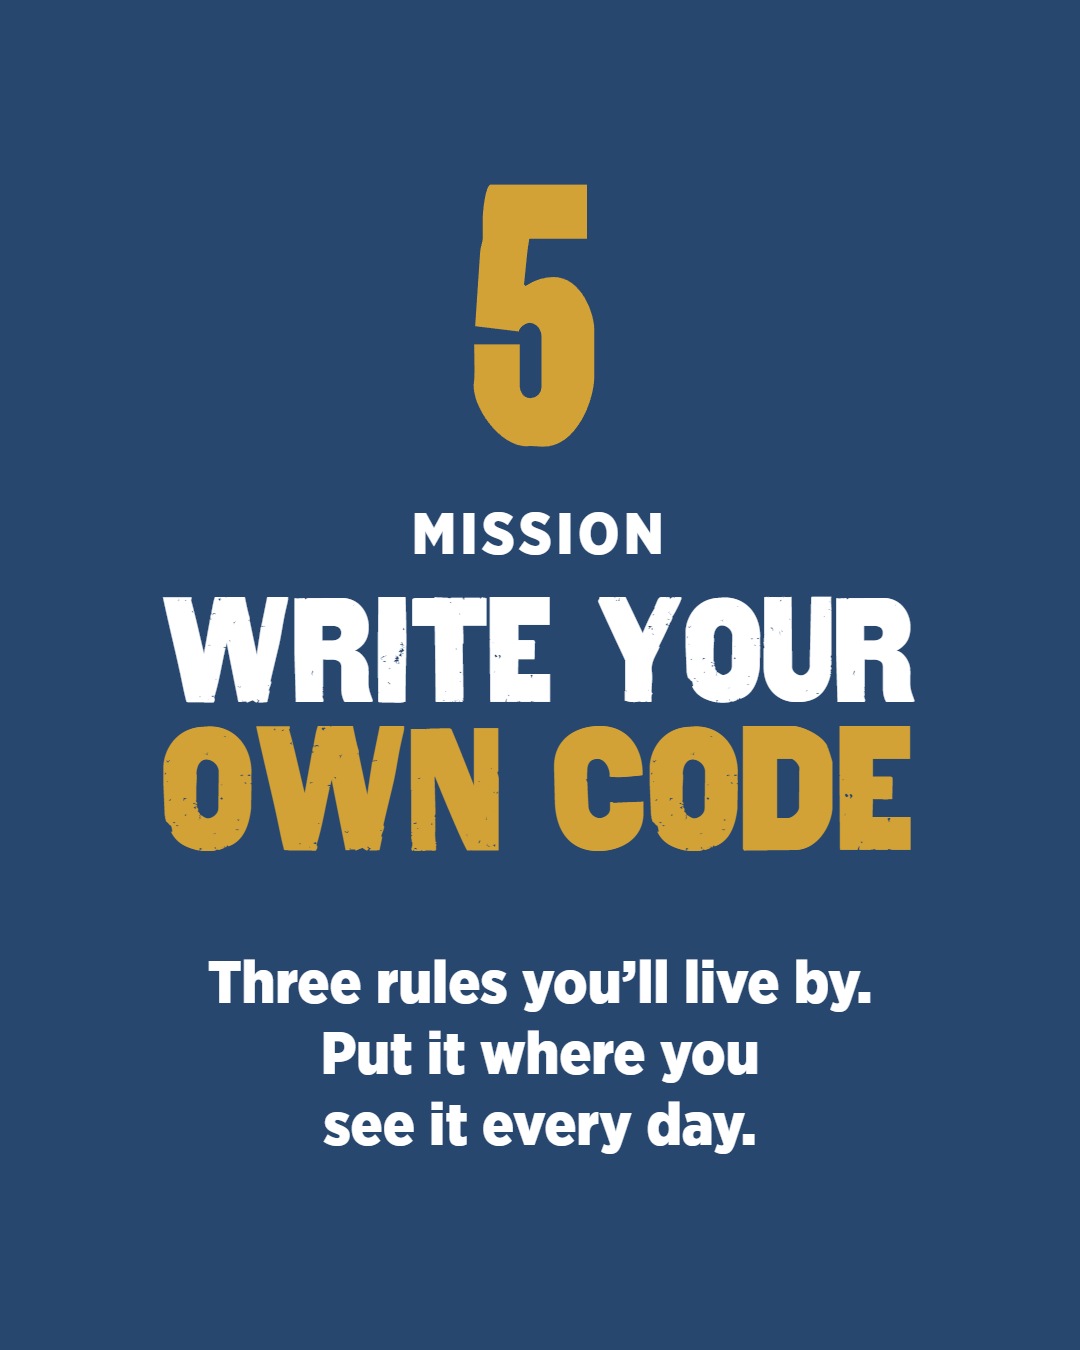 5
MISSION
WRITE YOUR
OWN CODE
Three rules you’ll live by.
Put it where you
see it every day.